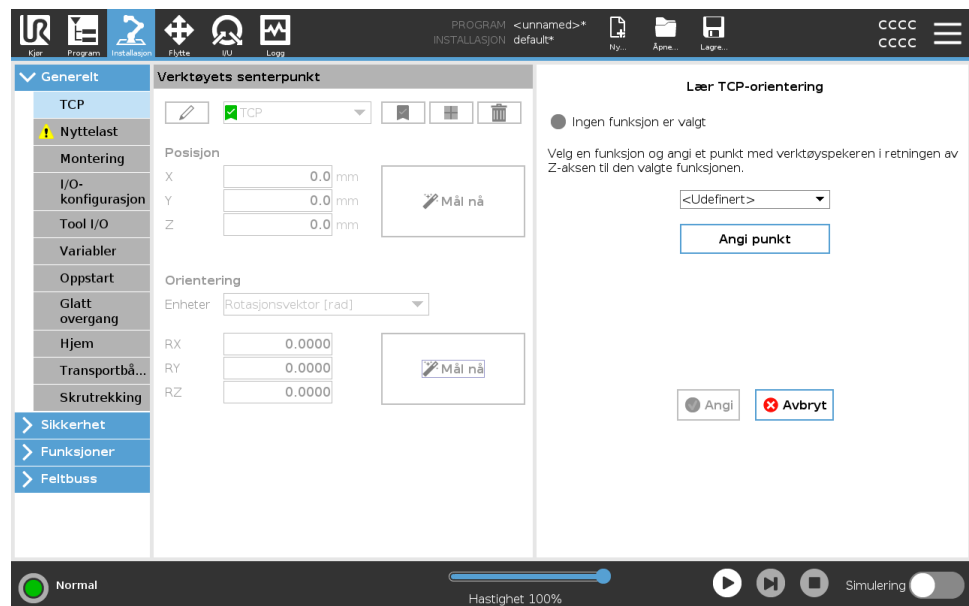 UR
Kjør
Program
Installasjon
Flytte
I/U
Logg
PROGRAM <unnamed>*
INSTALLASJON default*
Ny...
Åpne...
Lagre...
CCCC
CCCC
Generelt
TCP
Nyttelast
Montering
I/O-
konfigurasjon
Tool I/O
Variabler
Oppstart
Glatt
overgang
Hjem
Transportbå...
Skrutrekking
Sikkerhet
Funksjoner
Feltbuss
Verktøyets senterpunkt
TCP
Posisjon
X 0.0 mm
Y 0.0 mm
Z 0.0 mm
Mål nå
Orientering
Enheter Rotasjonsvektor [rad]
RX 0.0000
RY 0.0000
RZ 0.0000
Mål nå
Lær TCP-orientering
Ingen funksjon er valgt
Velg en funksjon og angi et punkt med verktøyspekeren i retningen av
Z-aksen til den valgte funksjonen.
<Udefinert>
Angi punkt
Angi
Avbryt
Normal
Hastighet 100%
Simulering